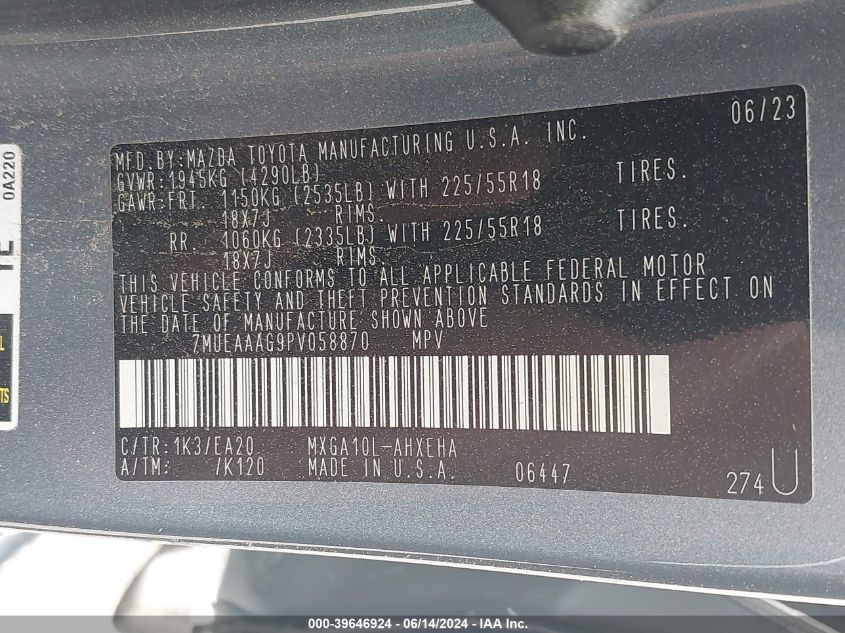 06/23
MFD.BY:MAZDA TOYOTA MANUFACTURING U.S.A. INC.
GVWR:1945KG (4290LB)
GAWR:FRT. 1150KG (2535LB) WITH 225/55R18 TIRES.
18X7J RIMS.
RR 1060KG (2335LB) WITH 225/55R18 TIRES.
18X7J RIMS.
THIS VEHICLE CONFORMS TO ALL APPLICABLE FEDERAL MOTOR
VEHICLE SAFETY AND THEFT PREVENTION STANDARDS IN EFFECT ON
THE DATE OF MANUFACTURE SHOWN ABOVE
7MUEAAAG9PV058870 MPV
C/TR:1K3/EA20 MXGA10L-AHXEHA
A/TM: /K120 MADE IN U.S.A. 06447
274 U
0A220
000-39646924 - 06/14/2024 - IAA Inc.